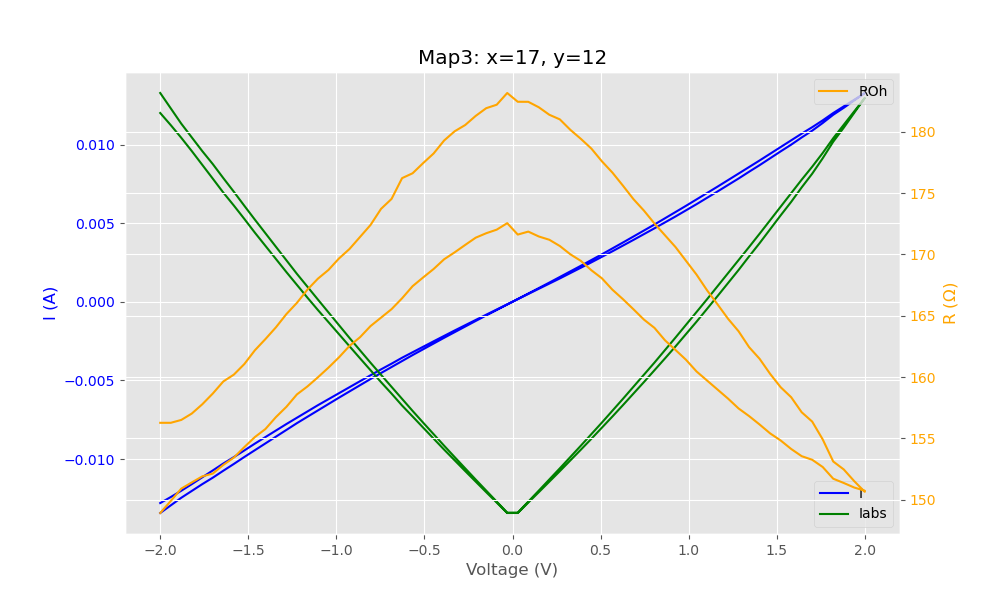 Map3: x=17, y=12
I (A)
0.010
0.005
0.000
−0.005
−0.010
ROh
180
175
170
165
160
155
150
R (Ω)
I
Iabs
−2.0 −1.5 −1.0 −0.5 0.0 0.5 1.0 1.5 2.0
Voltage (V)